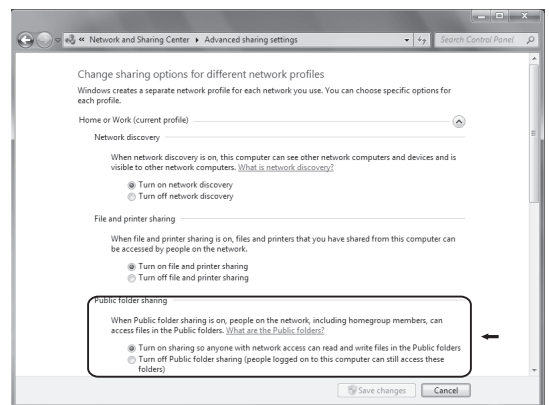 « Network and Sharing Center ▸ Advanced sharing settings
Search Control Panel
Change sharing options for different network profiles
Windows creates a separate network profile for each network you use. You can choose specific options for
each profile.
Home or Work (current profile)
Network discovery
When network discovery is on, this computer can see other network computers and devices and is
visible to other network computers. What is network discovery?
Turn on network discovery
Turn off network discovery
File and printer sharing
When file and printer sharing is on, files and printers that you have shared from this computer can
be accessed by people on the network.
Turn on file and printer sharing
Turn off file and printer sharing
Public folder sharing
When Public folder sharing is on, people on the network, including homegroup members, can
access files in the Public folders. What are the Public folders?
Turn on sharing so anyone with network access can read and write files in the Public folders
Turn off Public folder sharing (people logged on to this computer can still access these
folders)
Save changes
Cancel